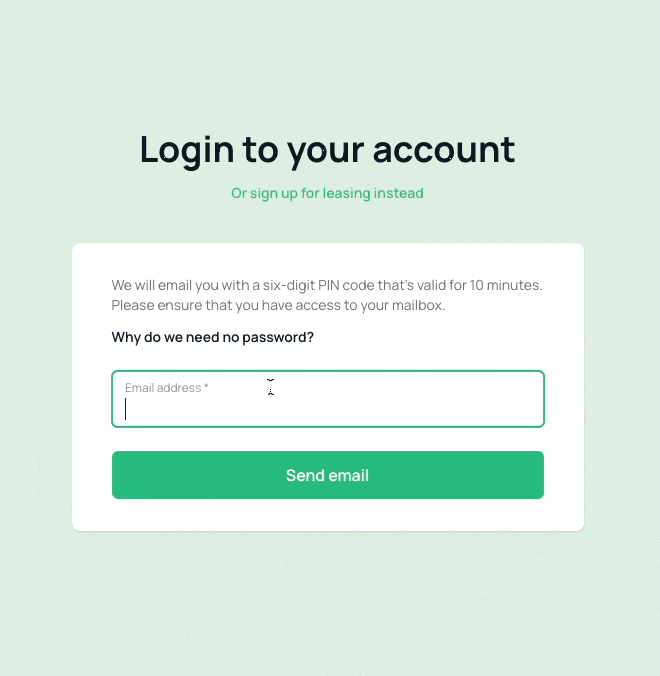 Login to your account
Or sign up for leasing instead
We will email you with a six-digit PIN code that's valid for 10 minutes.
Please ensure that you have access to your mailbox.
Why do we need no password?
Email address *
Send email